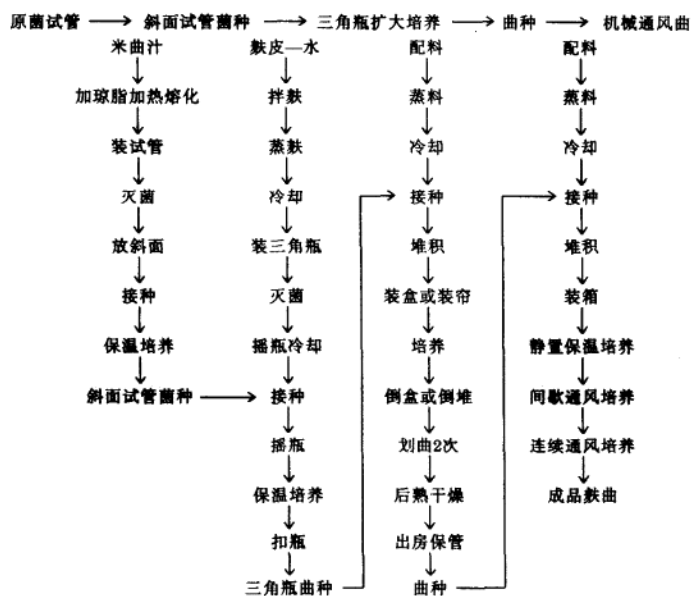 原菌试管 → 斜面试管菌种 → 三角瓶扩大培养 → 曲种 → 机械通风曲
米曲汁
加琼脂加热熔化
装试管
灭菌
放斜面
接种
保温培养
斜面试管菌种
麸皮—水
拌麸
蒸麸
冷却
装三角瓶
灭菌
摇瓶冷却
接种
摇瓶
保温培养
扣瓶
三角瓶曲种
配料
蒸料
冷却
接种
堆积
装盒或装帘
培养
倒盒或倒堆
划曲2次
后熟干燥
出房保管
曲种
配料
蒸料
冷却
接种
堆积
装箱
静置保温培养
间歇通风培养
连续通风培养
成品麸曲